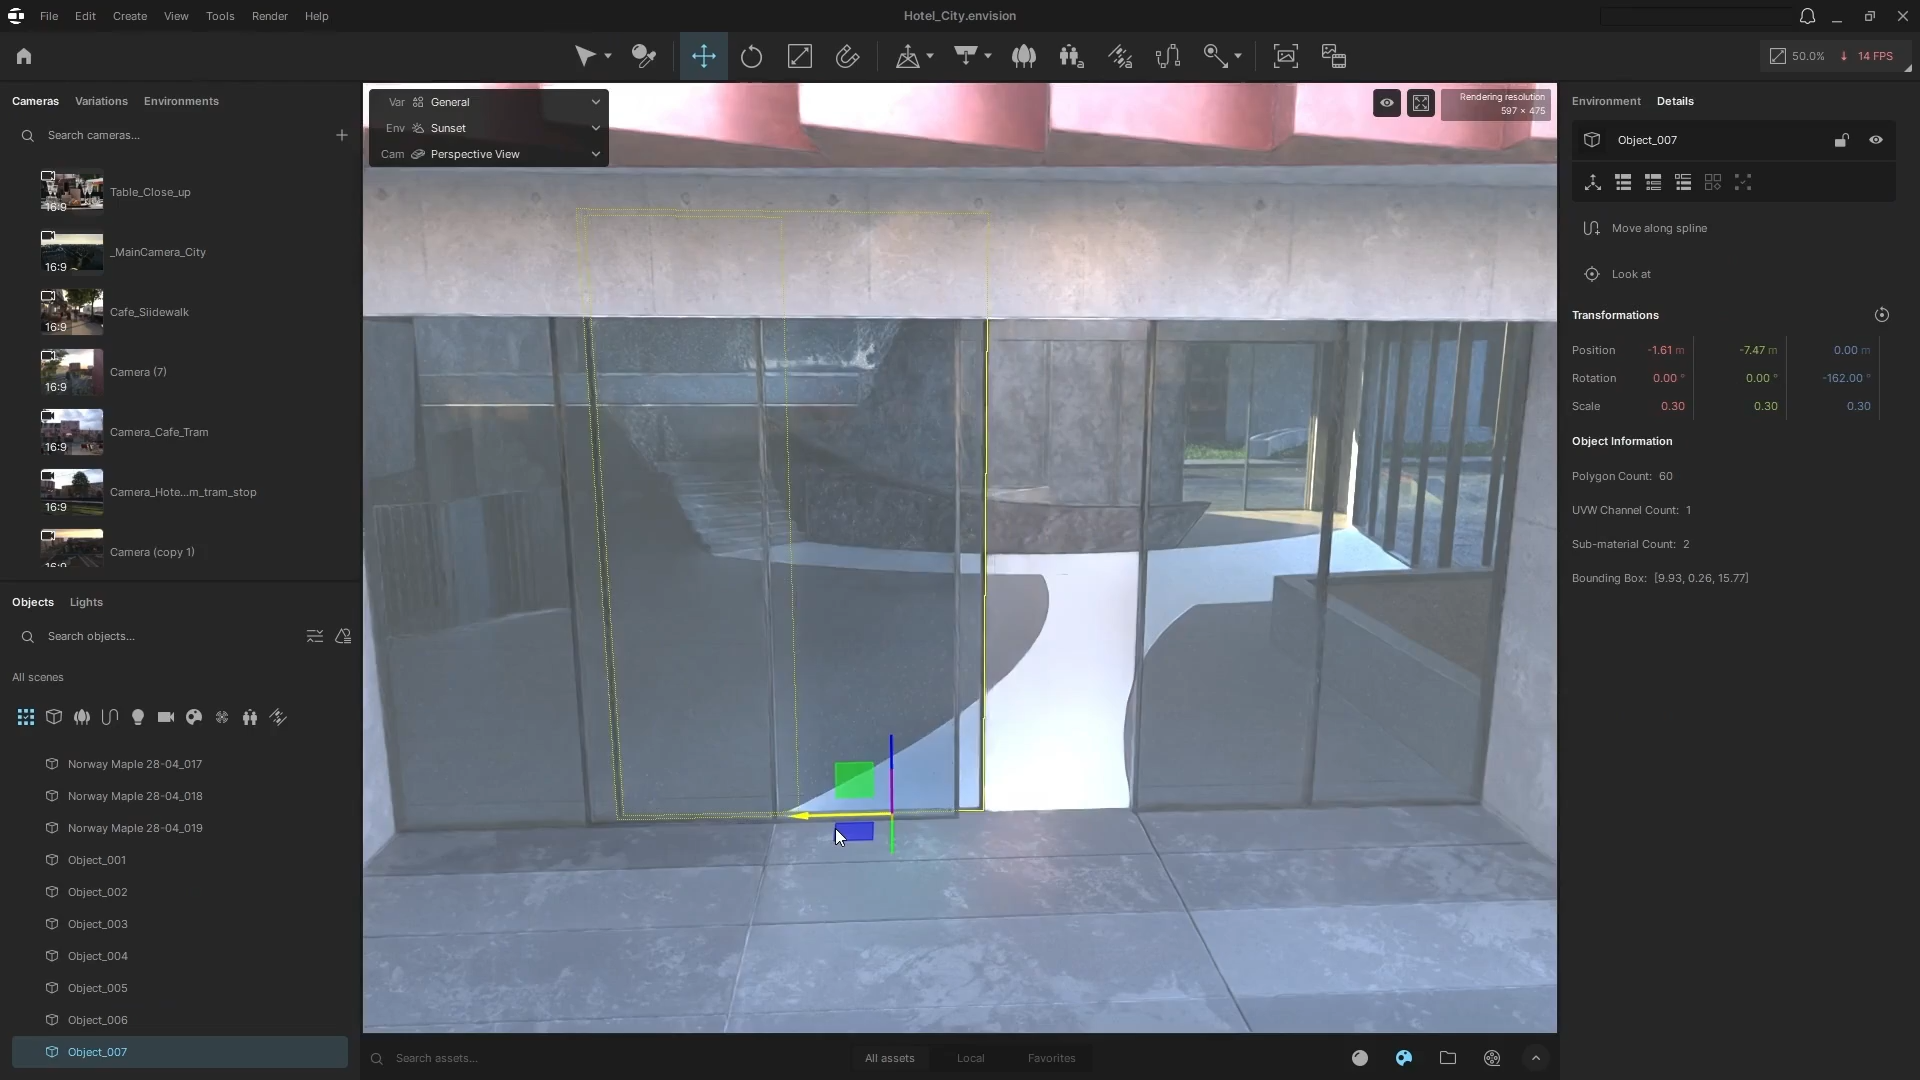 File Edit Create View Tools Render Help
Hotel_City.envision
50.0% 14 FPS
Cameras Variations Environments
Search cameras...
16:9 Table_Close_up
16:9 _MainCamera_City
16:9 Cafe_Siidewalk
16:9 Camera (7)
16:9 Camera_Cafe_Tram
16:9 Camera_Hote...m_tram_stop
16:9 Camera (copy 1)
Objects Lights
Search objects...
All scenes
Norway Maple 28-04_017
Norway Maple 28-04_018
Norway Maple 28-04_019
Object_001
Object_002
Object_003
Object_004
Object_005
Object_006
Object_007
Var General
Env Sunset
Cam Perspective View
Rendering resolution
597 × 475
Search assets...
All assets Local Favorites
Environment Details
Object_007
Move along spline
Look at
Transformations
Position -1.61 m -7.47 m 0.00 m
Rotation 0.00 ° 0.00 ° -162.00 °
Scale 0.30 0.30 0.30
Object Information
Polygon Count: 60
UVW Channel Count: 1
Sub-material Count: 2
Bounding Box: [9.93, 0.26, 15.77]